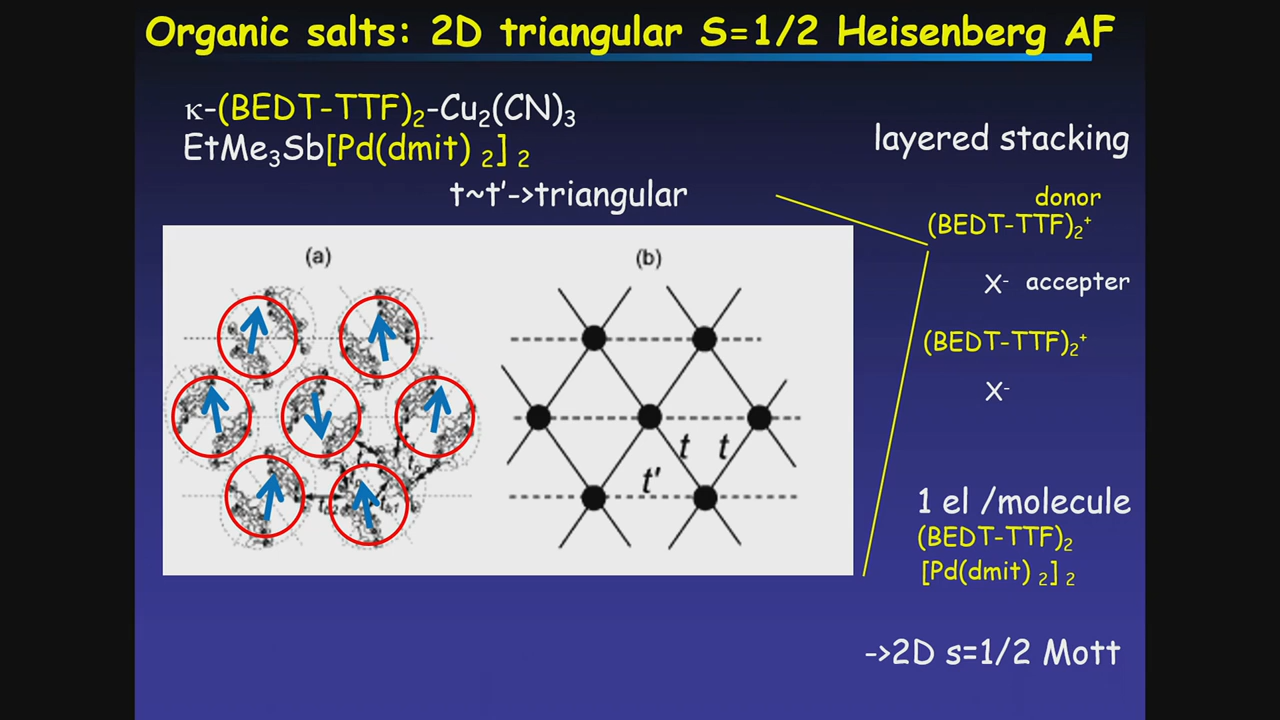 Organic salts: 2D triangular S=1/2 Heisenberg AF
κ-(BEDT-TTF)₂-Cu₂(CN)₃
EtMe₃Sb[Pd(dmit) ₂] ₂
t~t'->triangular
layered stacking
donor
(BEDT-TTF)₂⁺
X⁻ accepter
(BEDT-TTF)₂⁺
X⁻
(a)
(b)
t t
t'
1 el /molecule
(BEDT-TTF)₂
[Pd(dmit) ₂] ₂
->2D s=1/2 Mott